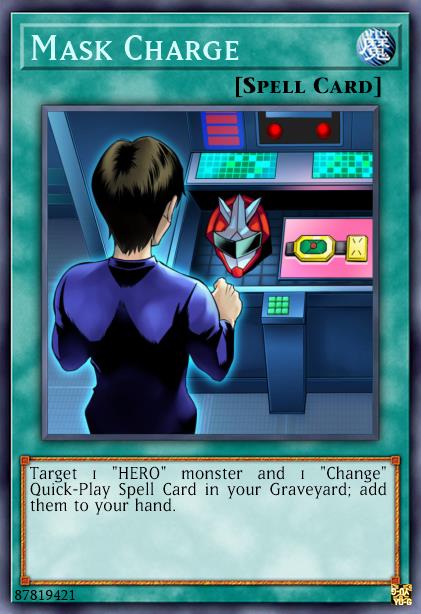 Mask Charge
[Spell Card]
Target 1 "HERO" monster and 1 "Change"
Quick-Play Spell Card in your Graveyard; add
them to your hand.
87819421